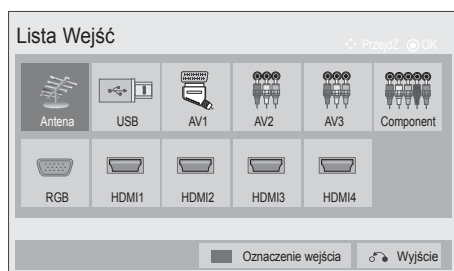 Lista Wejść
PrzejdŹ OK
Antena USB AV1 AV2 AV3 Component
RGB HDMI1 HDMI2 HDMI3 HDMI4
Oznaczenie wejścia Wyjście